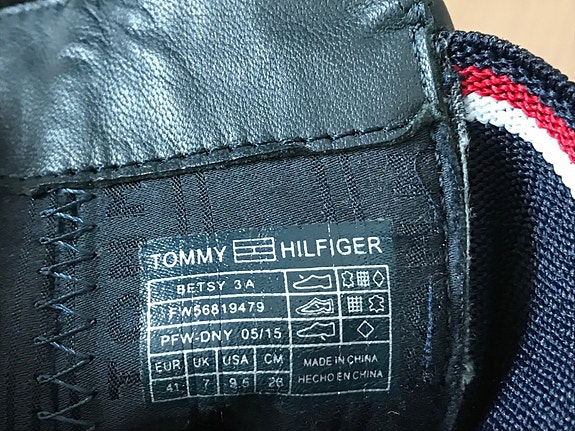 TOMMY HILFIGER
BETSY 3A
FW56819479
PFW-DNY 05/15
EUR UK USA CM
41 7 9.5 26
MADE IN CHINA
HECHO EN CHINA